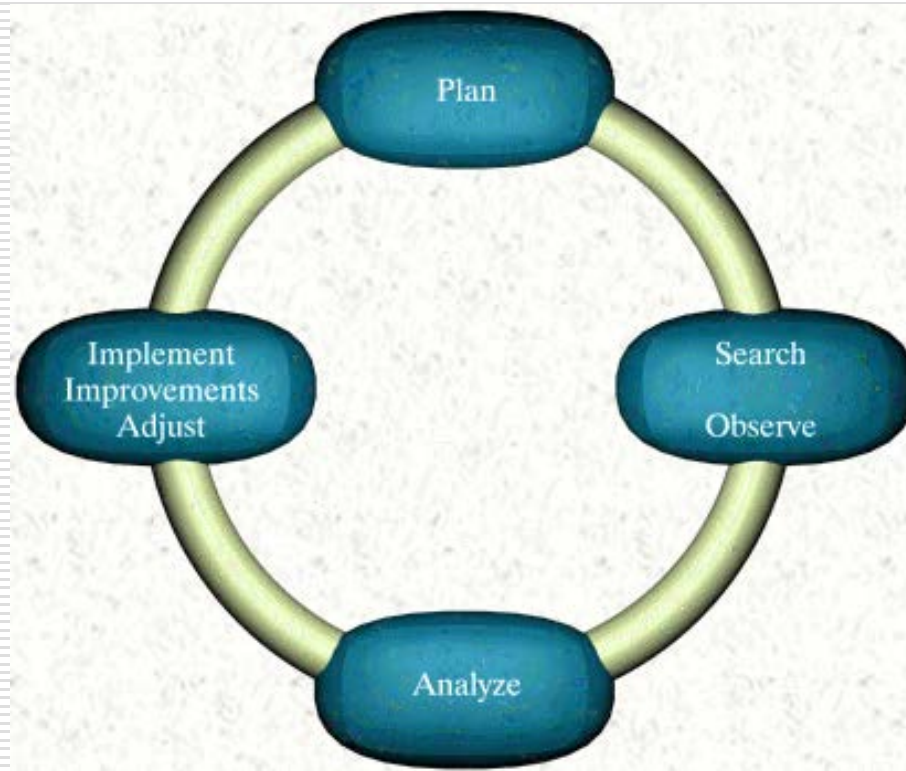 Plan
Search
Observe
Analyze
Implement
Improvements
Adjust